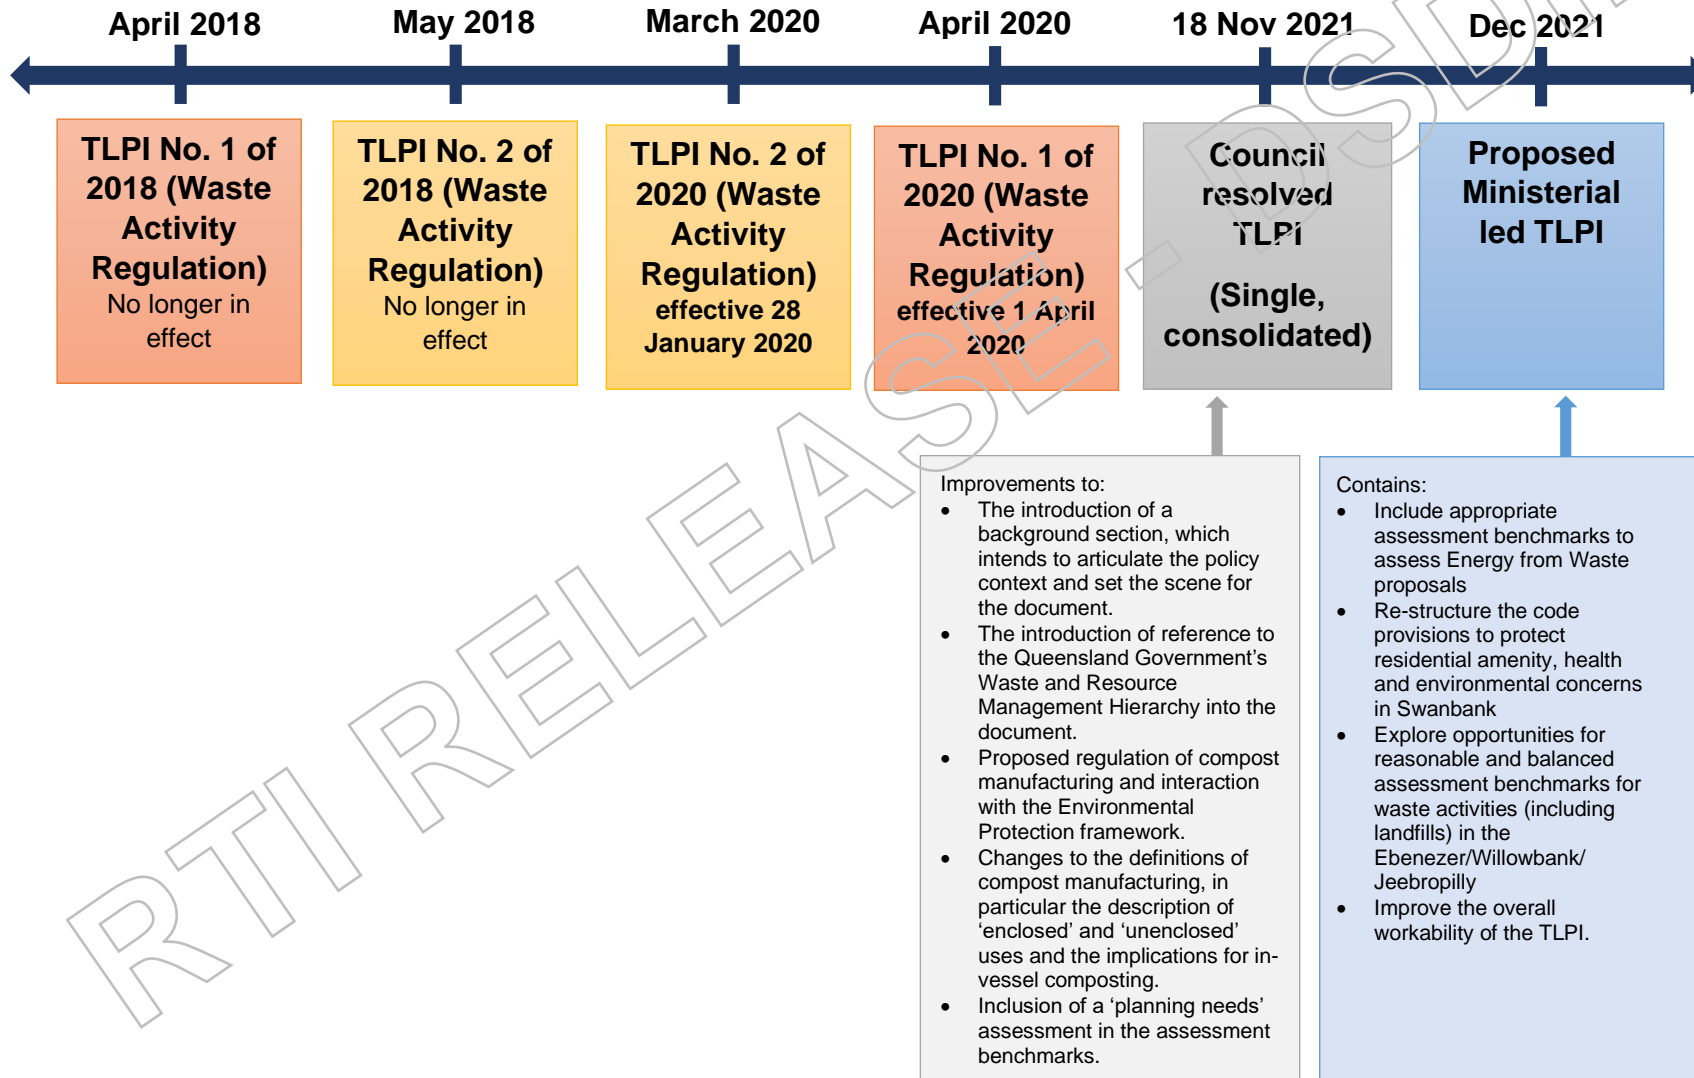 April 2018
May 2018
March 2020
April 2020
18 Nov 2021
Dec 2021
TLPI No. 1 of
2018 (Waste
Activity
Regulation)
No longer in
effect
TLPI No. 2 of
2018 (Waste
Activity
Regulation)
No longer in
effect
TLPI No. 2 of
2020 (Waste
Activity
Regulation)
effective 28
January 2020
TLPI No. 1 of
2020 (Waste
Activity
Regulation)
effective 1 April
2020
Council
resolved
TLPI
(Single,
consolidated)
Proposed
Ministerial
led TLPI
Improvements to:
• The introduction of a
background section, which
intends to articulate the policy
context and set the scene for
the document.
• The introduction of reference to
the Queensland Government’s
Waste and Resource
Management Hierarchy into the
document.
• Proposed regulation of compost
manufacturing and interaction
with the Environmental
Protection framework.
• Changes to the definitions of
compost manufacturing, in
particular the description of
‘enclosed’ and ‘unenclosed’
uses and the implications for in-
vessel composting.
• Inclusion of a ‘planning needs’
assessment in the assessment
benchmarks.
Contains:
• Include appropriate
assessment benchmarks to
assess Energy from Waste
proposals
• Re-structure the code
provisions to protect
residential amenity, health
and environmental concerns
in Swanbank
• Explore opportunities for
reasonable and balanced
assessment benchmarks for
waste activities (including
landfills) in the
Ebenezer/Willowbank/
Jeebropilly
• Improve the overall
workability of the TLPI.
RTI RELEASE - DSDI